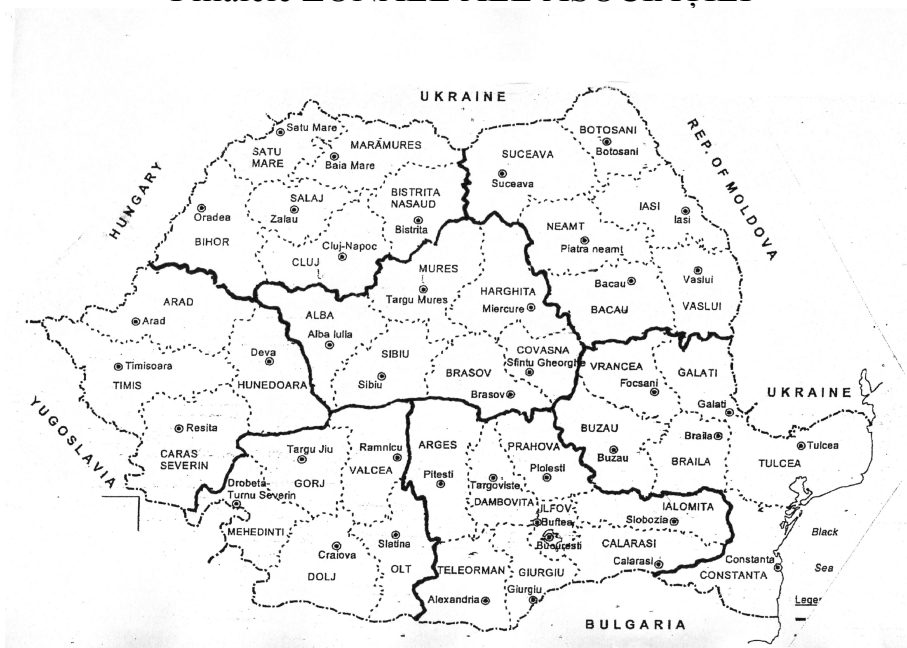 UKRAINE
Satu Mare
SATU
MARE
MARĂMURES
Baia Mare
BOTOSANI
Botosani
SUCEAVA
Suceava
REP. OF MOLDOVA
HUNGARY
SALAJ
Zalau
BISTRITA
NASAUD
Bistrita
IASI
Iasi
Oradea
BIHOR
NEAMT
Piatra neamț
Cluj-Napoc
CLUJ
MURES
Targu Mures
HARGHITA
Miercure
Bacau
BACAU
Vaslui
VASLUI
ARAD
Arad
ALBA
Alba Iulia
Timisoara
TIMIS
Deva
HUNEDOARA
SIBIU
Sibiu
BRASOV
Brasov
COVASNA
Sfintu Gheorghe
VRANCEA
Focsani
GALATI
Galati
UKRAINE
YUGOSLAVIA
Resita
CARAS
SEVERIN
Targu Jiu
GORJ
Ramnicu
VALCEA
ARGES
Pitesti
PRAHOVA
Ploiesti
Targoviste
DAMBOVITA
BUZAU
Buzau
Braila
BRAILA
Tulcea
TULCEA
Drobeta-
Turnu Severin
MEHEDINTI
Craiova
DOLJ
Slatina
OLT
ILFOV
Buftea
Bucuresti
IALOMITA
Slobozia
CALARASI
Calarasi
TELEORMAN
Alexandria
GIURGIU
Giurgiu
Constanta
CONSTANTA
Black
Sea
BULGARIA